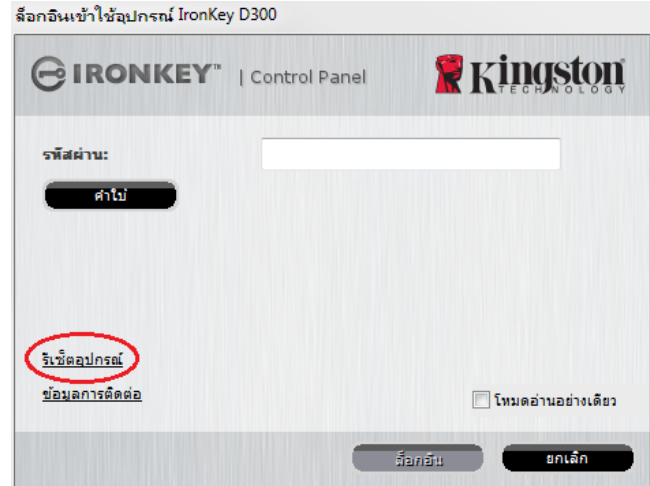 ล็อกอินเข้าใช้อุปกรณ์ IronKey D300
IRONKEY™ | Control Panel
Kingston
TECHNOLOGY
รหัสผ่าน:
คำใบ้
รีเซ็ตอุปกรณ์
ข้อมูลการติดต่อ
โหมดอ่านอย่างเดียว
ล็อกอิน
ยกเลิก